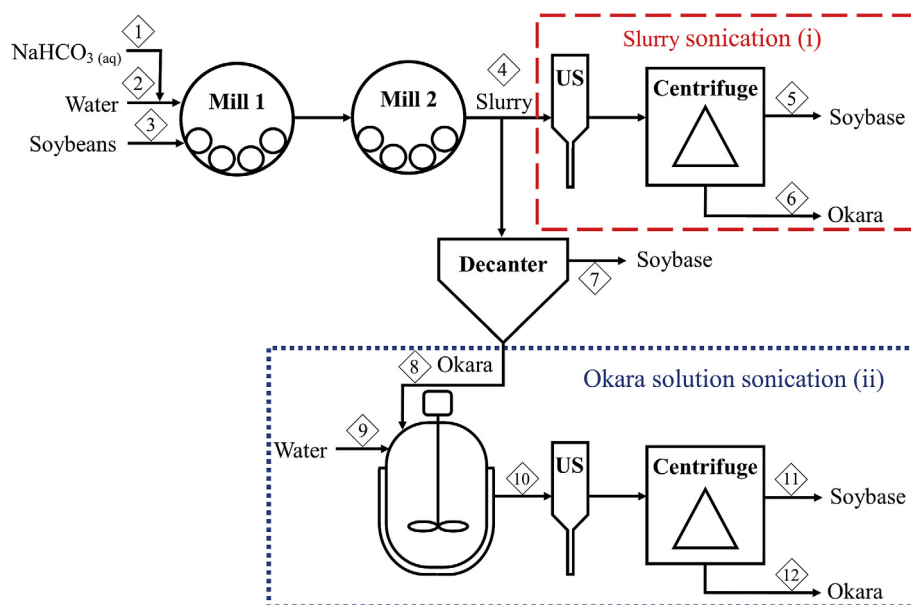 1
NaHCO₃ (aq)
2
Water
3
Soybeans
Mill 1
Mill 2
4
Slurry
Slurry sonication (i)
US
Centrifuge
5
Soybase
6
Okara
Decanter
7
Soybase
8
Okara
Okara solution sonication (ii)
9
Water
10
US
Centrifuge
11
Soybase
12
Okara